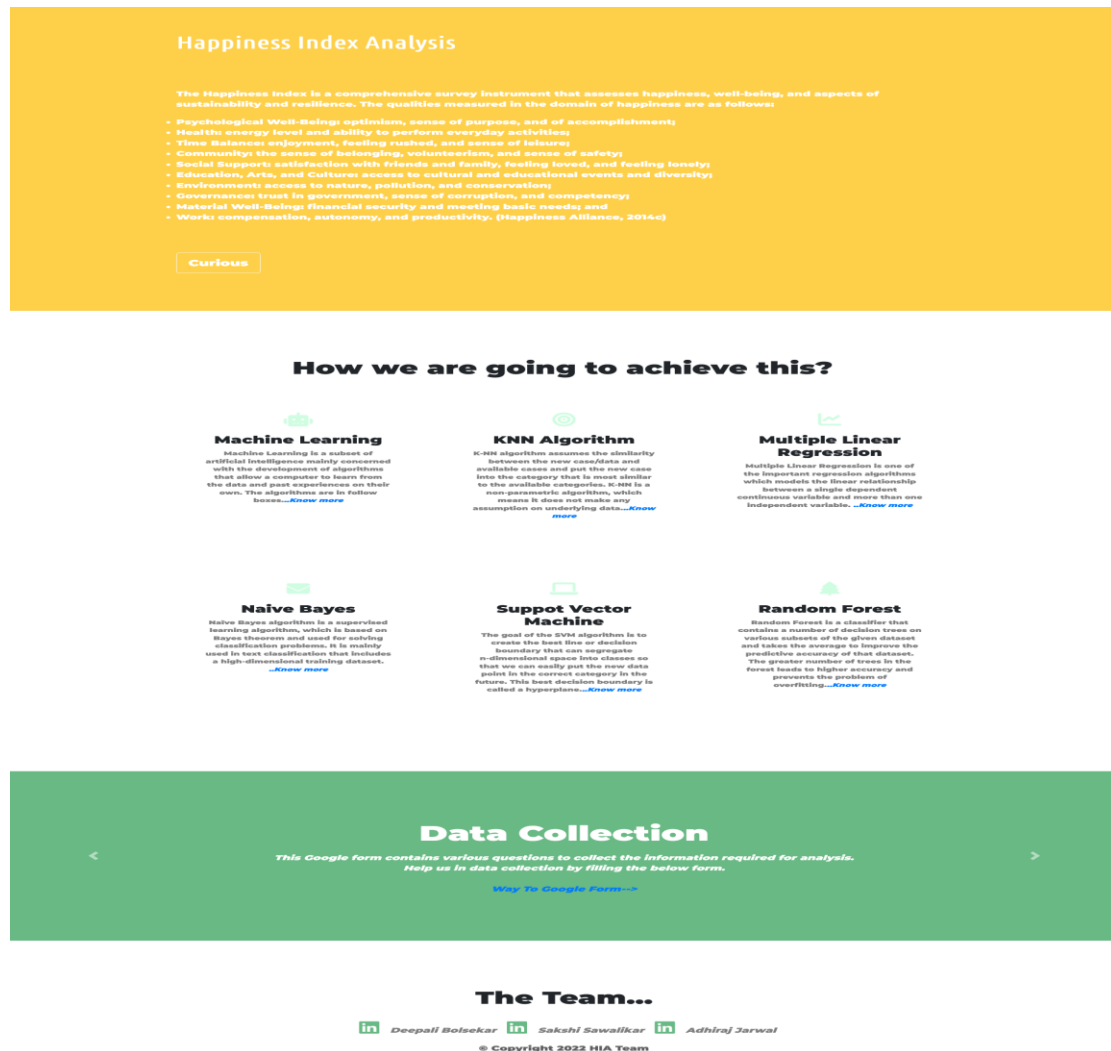 Happiness Index Analysis
The Happiness Index is a comprehensive survey instrument that assesses happiness, well-being, and aspects of
sustainability and resilience. The qualities measured in the domain of happiness are as follows:
• Psychological Well-Being: optimism, sense of purpose, and of accomplishment;
• Health: energy level and ability to perform everyday activities;
• Time Balance: enjoyment, feeling rushed, and sense of leisure;
• Community: the sense of belonging, volunteerism, and sense of safety;
• Social Support: satisfaction with friends and family, feeling loved, and feeling lonely;
• Education, Arts, and Culture: access to cultural and educational events and diversity;
• Environment: access to nature, pollution, and conservation;
• Governance: trust in government, sense of corruption, and competency;
• Material Well-Being: financial security and meeting basic needs; and
• Work: compensation, autonomy, and productivity. (Happiness Alliance, 2014c)
Curious
How we are going to achieve this?
Machine Learning
Machine Learning is a subset of
artificial intelligence mainly concerned
with the development of algorithms
that allow a computer to learn from
the data and past experiences on their
own. The algorithms are in follow
boxes...Know more
KNN Algorithm
K-NN algorithm assumes the similarity
between the new case/data and
available cases and put the new case
into the category that is most similar
to the available categories. K-NN is a
non-parametric algorithm, which
means it does not make any
assumption on underlying data...Know
more
Multiple Linear
Regression
Multiple Linear Regression is one of
the important regression algorithms
which models the linear relationship
between a single dependent
continuous variable and more than one
independent variable. ..Know more
Naive Bayes
Naive Bayes algorithm is a supervised
learning algorithm, which is based on
Bayes theorem and used for solving
classification problems. It is mainly
used in text classification that includes
a high-dimensional training dataset.
..Know more
Suppot Vector
Machine
The goal of the SVM algorithm is to
create the best line or decision
boundary that can segregate
n-dimensional space into classes so
that we can easily put the new data
point in the correct category in the
future. This best decision boundary is
called a hyperplane...Know more
Random Forest
Random Forest is a classifier that
contains a number of decision trees on
various subsets of the given dataset
and takes the average to improve the
predictive accuracy of that dataset.
The greater number of trees in the
forest leads to higher accuracy and
prevents the problem of
overfitting...Know more
Data Collection
This Google form contains various questions to collect the information required for analysis.
Help us in data collection by filling the below form.
Way To Google Form-->
The Team...
in Deepali Bolsekar in Sakshi Sawalikar in Adhiraj Jarwal
© Copyright 2022 HIA Team